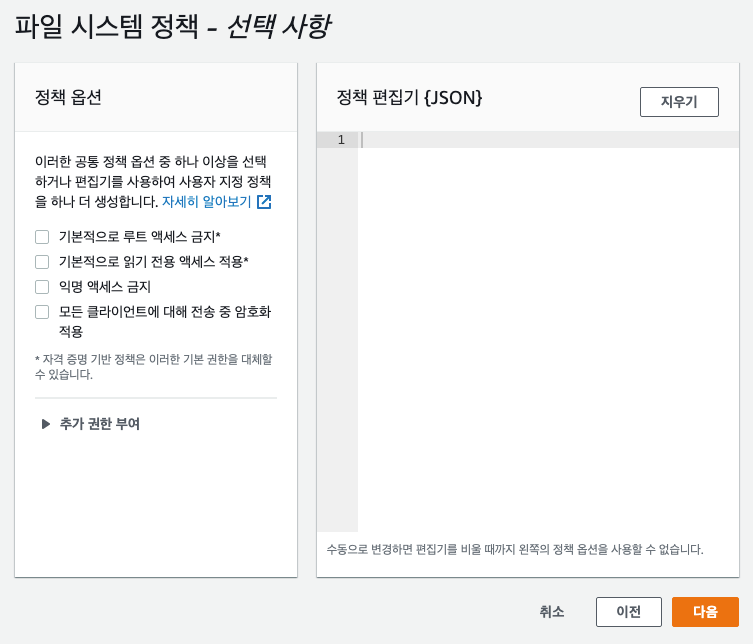 파일 시스템 정책 - 선택 사항
정책 옵션
이러한 공통 정책 옵션 중 하나 이상을 선택
하거나 편집기를 사용하여 사용자 지정 정책
을 하나 더 생성합니다. 자세히 알아보기
기본적으로 루트 액세스 금지*
기본적으로 읽기 전용 액세스 적용*
익명 액세스 금지
모든 클라이언트에 대해 전송 중 암호화
적용
* 자격 증명 기반 정책은 이러한 기본 권한을 대체할
수 있습니다.
추가 권한 부여
정책 편집기 {JSON}
지우기
1
수동으로 변경하면 편집기를 비울 때까지 왼쪽의 정책 옵션을 사용할 수 없습니다.
취소
이전
다음